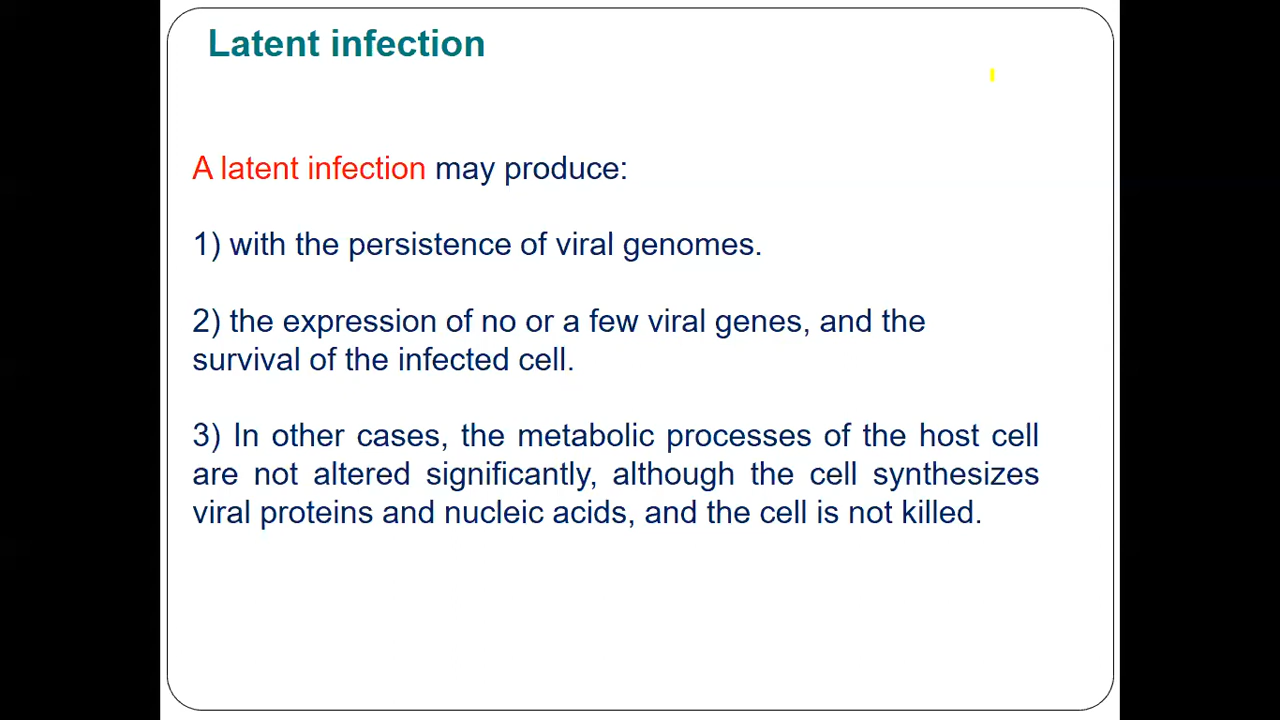 Latent infection
A latent infection may produce:
1) with the persistence of viral genomes.
2) the expression of no or a few viral genes, and the
survival of the infected cell.
3) In other cases, the metabolic processes of the host cell
are not altered significantly, although the cell synthesizes
viral proteins and nucleic acids, and the cell is not killed.